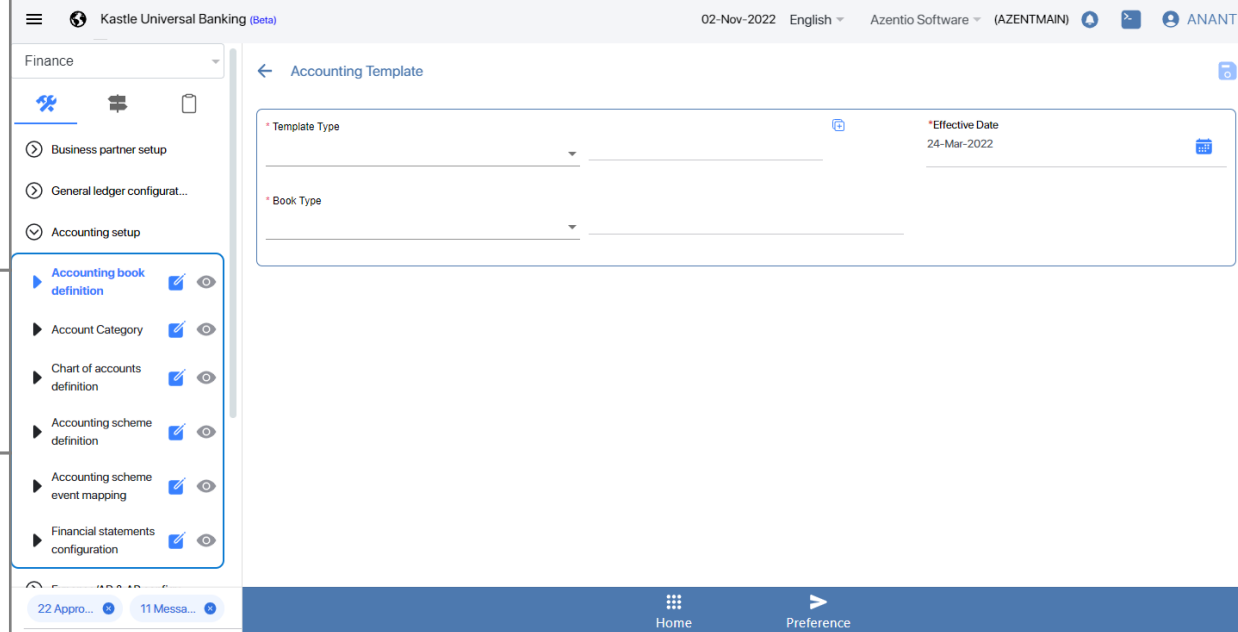 Kastle Universal Banking (Beta)
02-Nov-2022 English Azentio Software (AZENTMAIN) ANANT
Finance
Accounting Template
Business partner setup
General ledger configurat...
Accounting setup
Accounting book
definition
Account Category
Chart of accounts
definition
Accounting scheme
definition
Accounting scheme
event mapping
Financial statements
configuration
22 Appro...
11 Messa...
* Template Type
*Effective Date
24-Mar-2022
* Book Type
Home
Preference